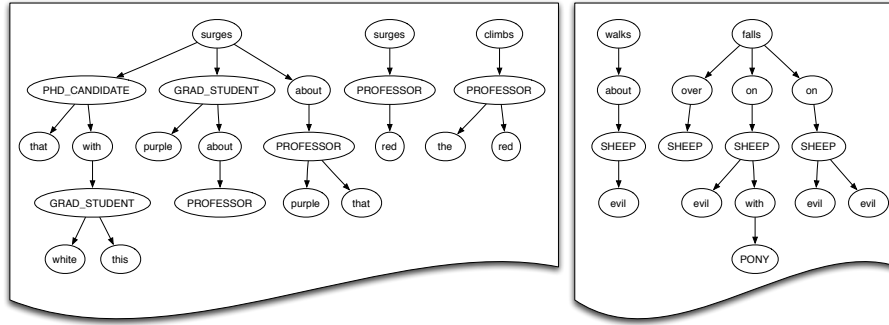 surges surges climbs
PHD_CANDIDATE GRAD_STUDENT about PROFESSOR PROFESSOR
that with purple about PROFESSOR red the red
GRAD_STUDENT PROFESSOR purple that
white this
walks falls
about over on on
SHEEP SHEEP SHEEP SHEEP
evil evil with evil evil
PONY